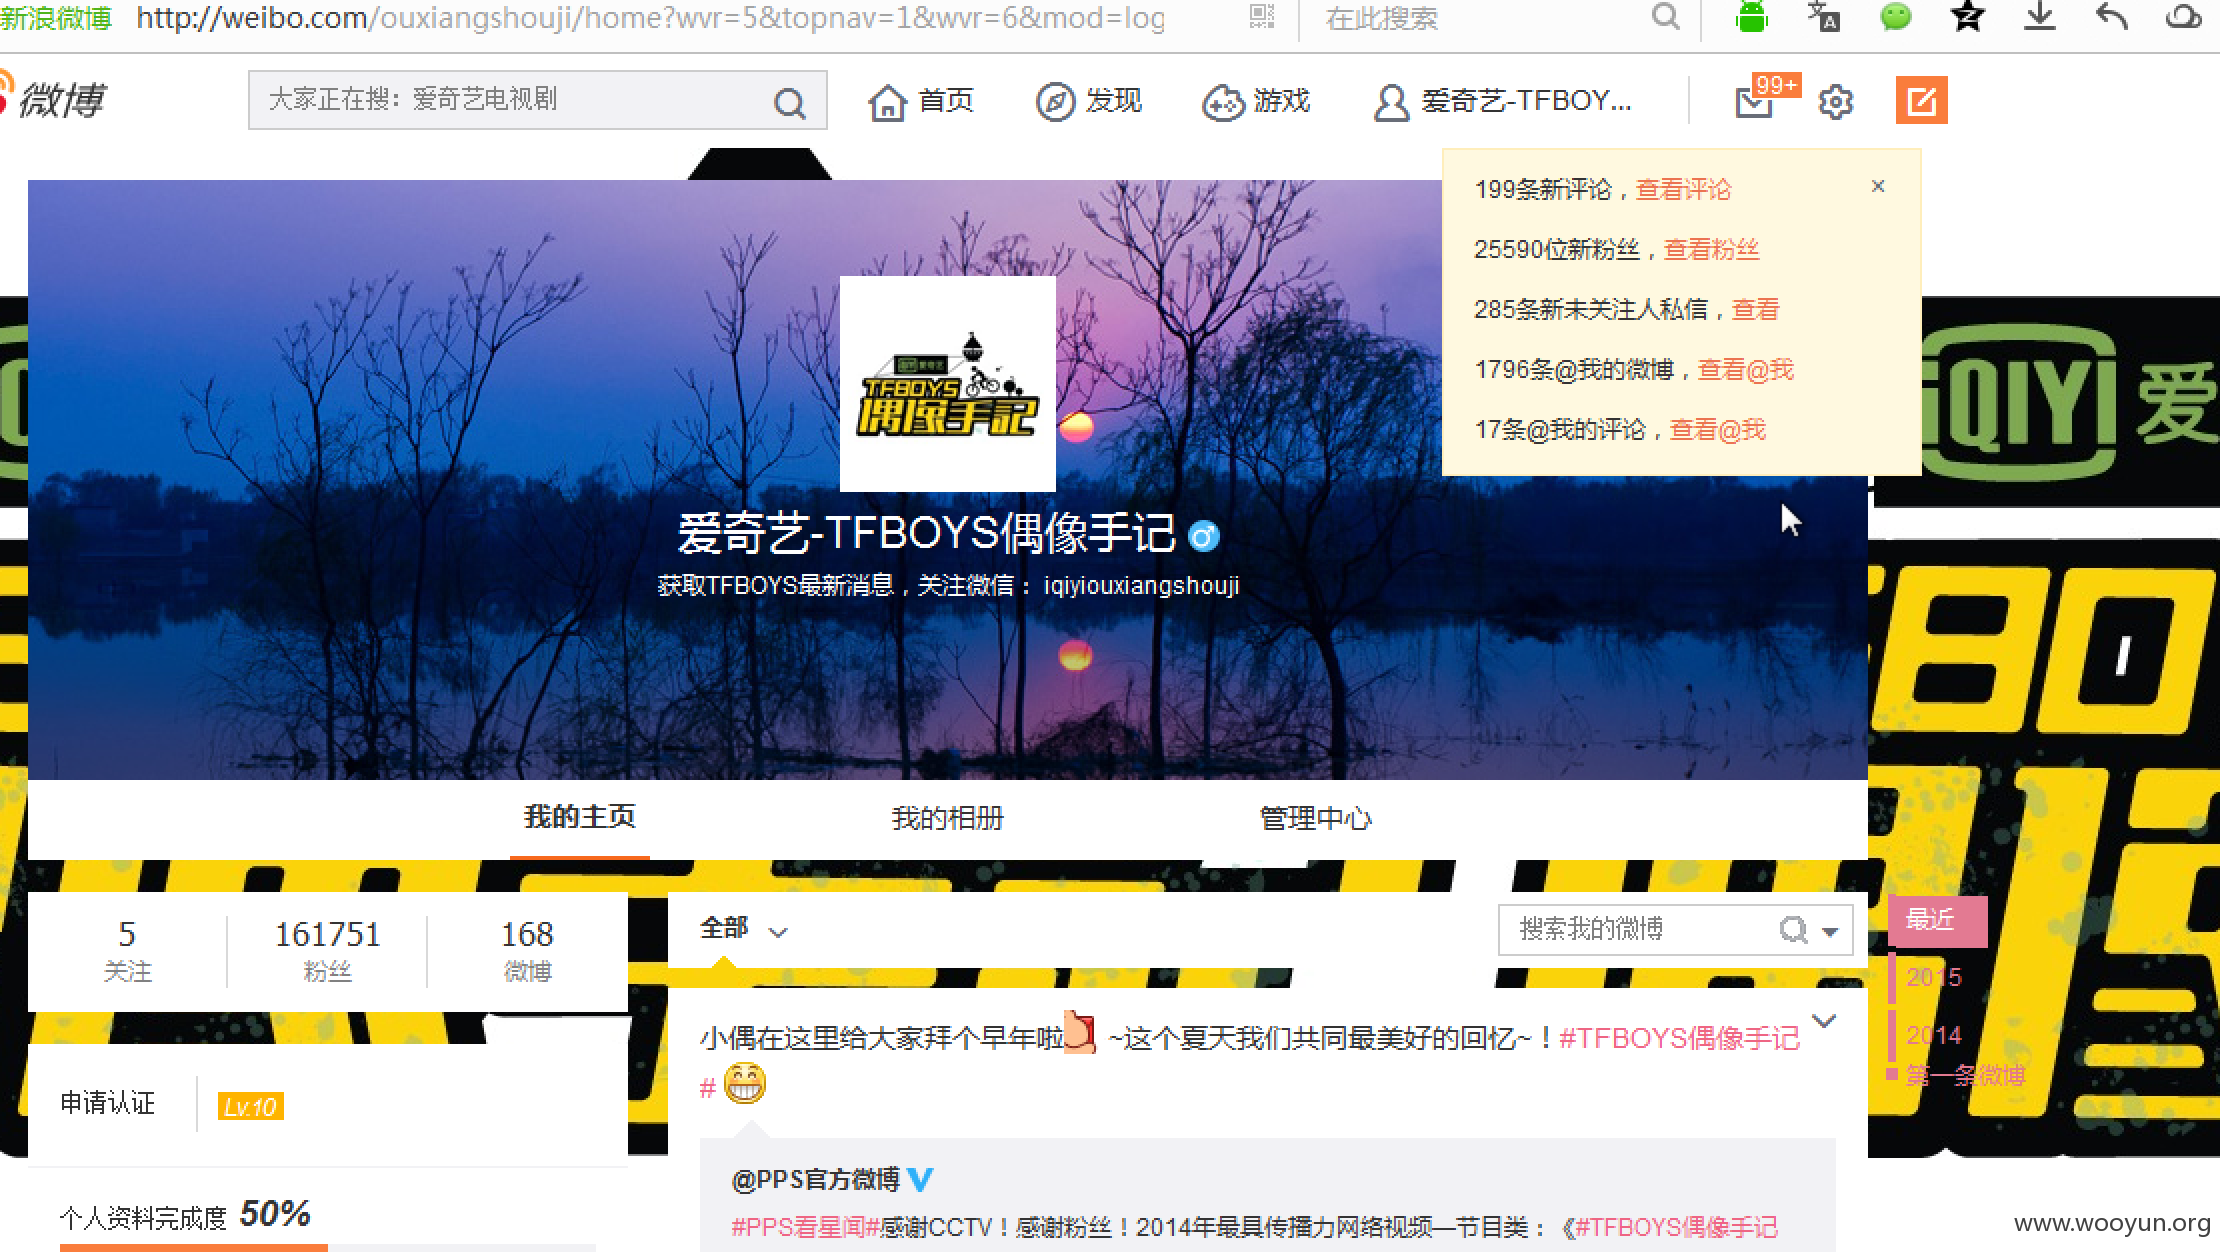 新浪微博 http://weibo.com/ouxiangshouji/home?wvr=5&topnav=1&wvr=6&mod=log 在此搜索
微博 大家正在搜：爱奇艺电视剧 首页 发现 游戏 爱奇艺-TFBOY... 99+
199条新评论，查看评论 ×
25590位新粉丝，查看粉丝
285条新未关注人私信，查看
1796条@我的微博，查看@我
17条@我的评论，查看@我
iQIYI 爱
iQIYI 爱奇艺
TFBOYS
偶像手記
爱奇艺-TFBOYS偶像手记
获取TFBOYS最新消息，关注微信： iqiyiouxiangshouji
我的主页 我的相册 管理中心
5 161751 168
关注 粉丝 微博
全部 搜索我的微博
最近
2015
2014
第一条微博
小偶在这里给大家拜个早年啦 ~这个夏天我们共同最美好的回忆~！#TFBOYS偶像手记
#
申请认证 Lv.10
@PPS官方微博
#PPS看星闻#感谢CCTV！感谢粉丝！2014年最具传播力网络视频—节目类：《#TFBOYS偶像手记
个人资料完成度 50%
www.wooyun.org